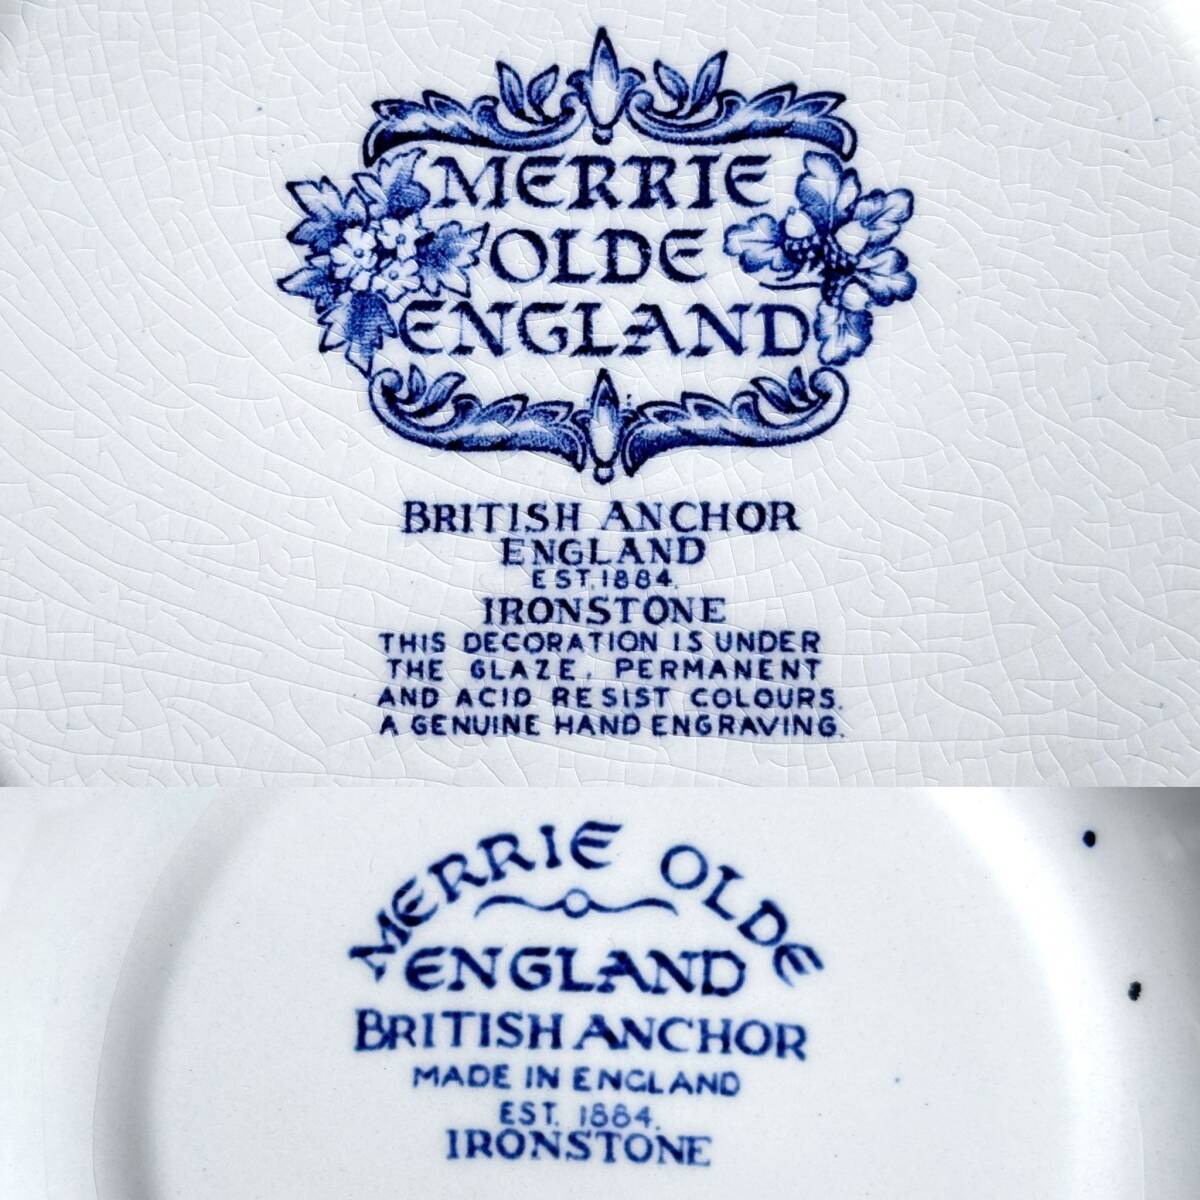 MERRIE
OLDE
ENGLAND
BRITISH ANCHOR
ENGLAND
EST. 1884.
IRONSTONE
THIS DECORATION IS UNDER
THE GLAZE, PERMANENT
AND ACID RESIST COLOURS.
A GENUINE HAND ENGRAVING.
MERRIE OLDE
ENGLAND
BRITISH ANCHOR
MADE IN ENGLAND
EST. 1884.
IRONSTONE